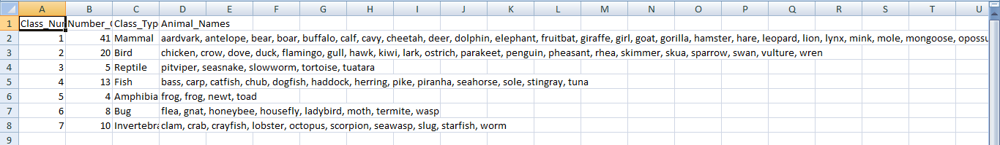 A B C D E F G H I J K L M N O P Q R S T U
1 Class_Nur Number_( Class_Typ Animal_Names
2 1 41 Mammal aardvark, antelope, bear, boar, buffalo, calf, cavy, cheetah, deer, dolphin, elephant, fruitbat, giraffe, girl, goat, gorilla, hamster, hare, leopard, lion, lynx, mink, mole, mongoose, opossu
3 2 20 Bird chicken, crow, dove, duck, flamingo, gull, hawk, kiwi, lark, ostrich, parakeet, penguin, pheasant, rhea, skimmer, skua, sparrow, swan, vulture, wren
4 3 5 Reptile pitviper, seasnake, slowworm, tortoise, tuatara
5 4 13 Fish bass, carp, catfish, chub, dogfish, haddock, herring, pike, piranha, seahorse, sole, stingray, tuna
6 5 4 Amphibia frog, frog, newt, toad
7 6 8 Bug flea, gnat, honeybee, housefly, ladybird, moth, termite, wasp
8 7 10 Invertebra clam, crab, crayfish, lobster, octopus, scorpion, seawasp, slug, starfish, worm
9